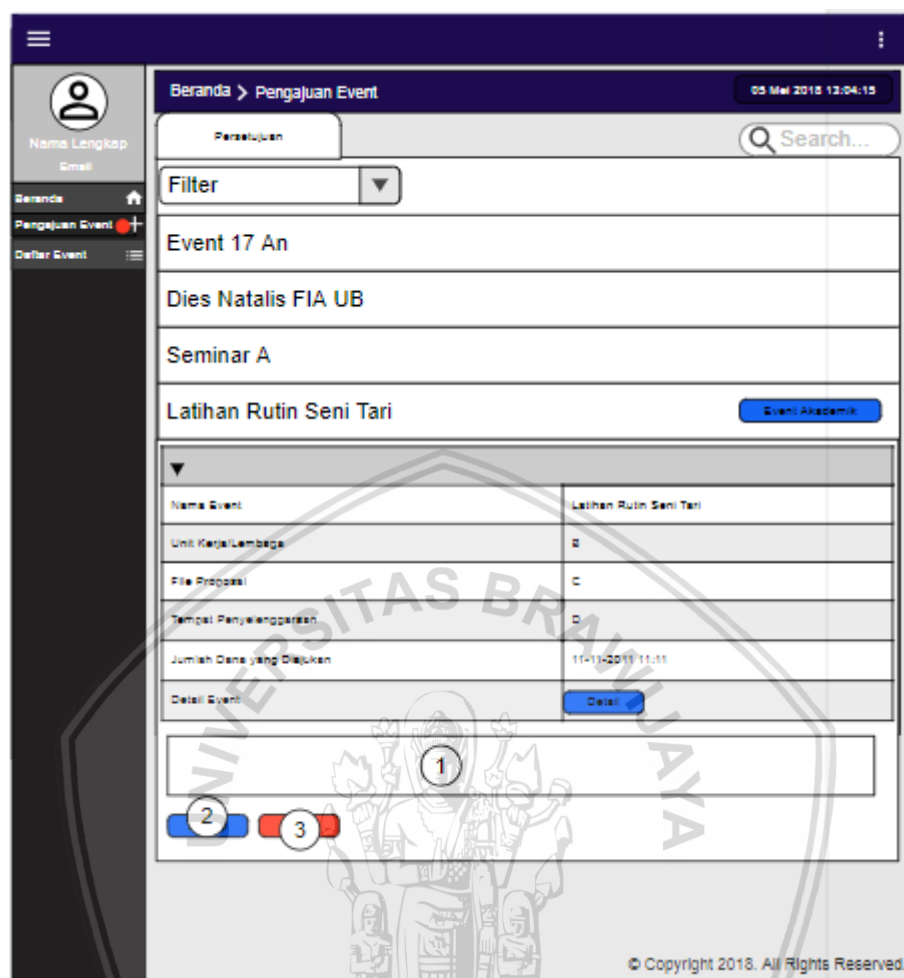 Beranda > Pengajuan Event
05 Mei 2018 13:04:15
Nama Lengkap
Email
Beranda
Pengajuan Event
Daftar Event
Persetujuan
Search...
Filter
Event 17 An
Dies Natalis FIA UB
Seminar A
Latihan Rutin Seni Tari
Event Akademik
Nama Event
Latihan Rutin Seni Tari
Unit Kerja/Lembaga
B
File Proposal
C
Tempat Penyelenggaraan
D
Jumlah Dana yang Diajukan
11-11-2011 11:11
Detail Event
Detail
1
2
3
UNIVERSITAS BRAWIJAYA
© Copyright 2018. All Rights Reserved